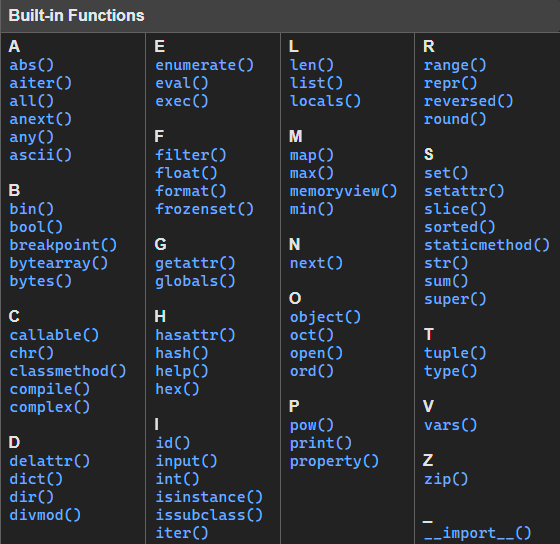 Built-in Functions
A
abs()
aiter()
all()
anext()
any()
ascii()
B
bin()
bool()
breakpoint()
bytearray()
bytes()
C
callable()
chr()
classmethod()
compile()
complex()
D
delattr()
dict()
dir()
divmod()
E
enumerate()
eval()
exec()
F
filter()
float()
format()
frozenset()
G
getattr()
globals()
H
hasattr()
hash()
help()
hex()
I
id()
input()
int()
isinstance()
issubclass()
iter()
L
len()
list()
locals()
M
map()
max()
memoryview()
min()
N
next()
O
object()
oct()
open()
ord()
P
pow()
print()
property()
R
range()
repr()
reversed()
round()
S
set()
setattr()
slice()
sorted()
staticmethod()
str()
sum()
super()
T
tuple()
type()
V
vars()
Z
zip()
_
__import__()